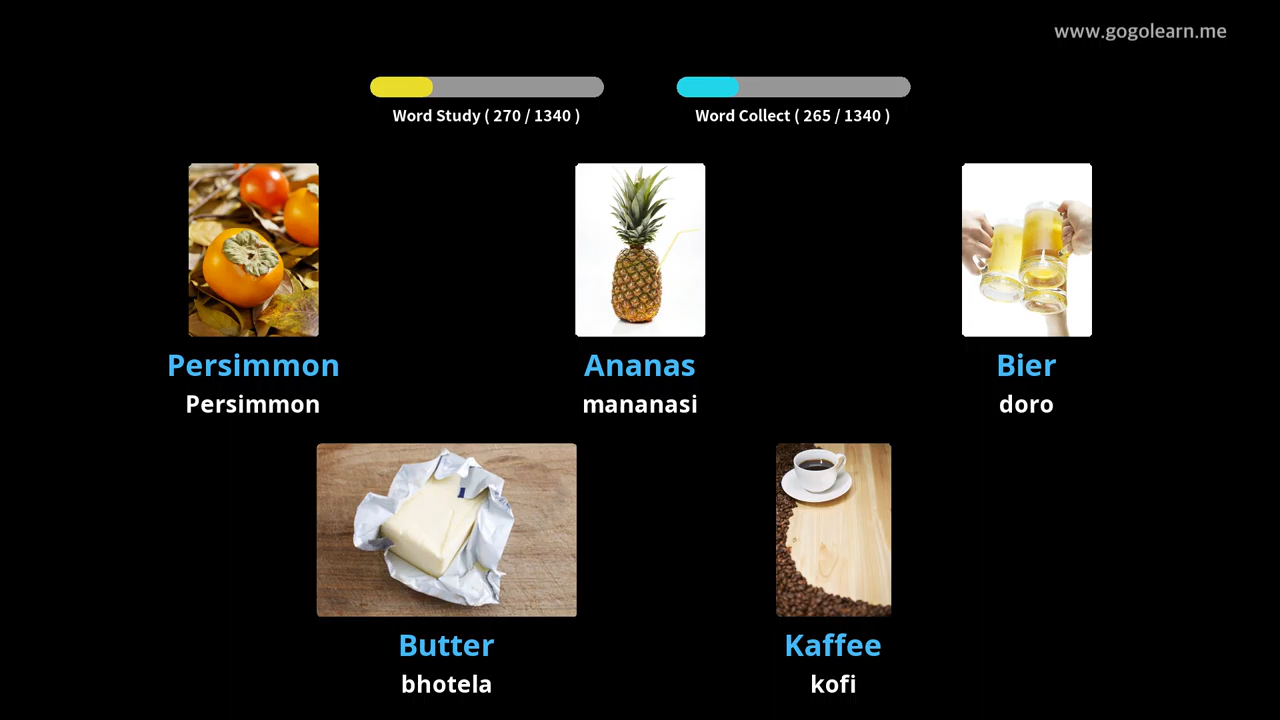 www.gogolearn.me
Word Study ( 270 / 1340 )
Word Collect ( 265 / 1340 )
Persimmon
Persimmon
Ananas
mananasi
Bier
doro
Butter
bhotela
Kaffee
kofi